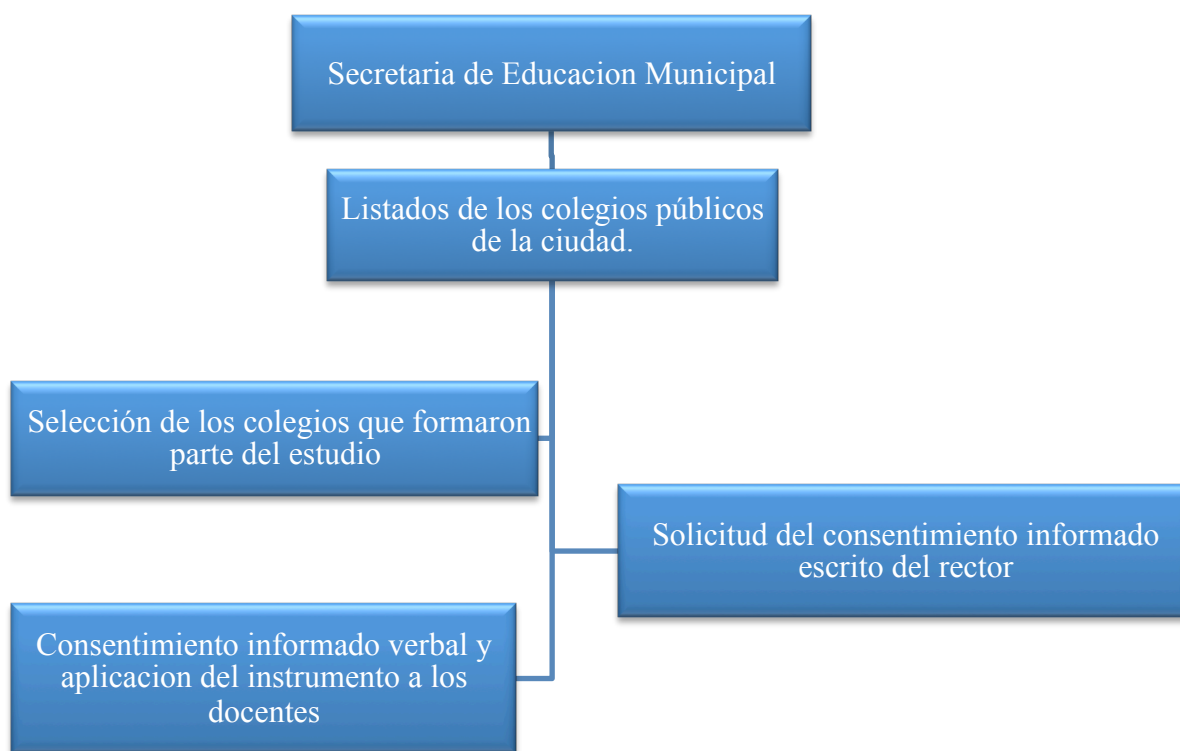 Secretaria de Educacion Municipal
Listados de los colegios públicos
de la ciudad.
Selección de los colegios que formaron
parte del estudio
Solicitud del consentimiento informado
escrito del rector
Consentimiento informado verbal y
aplicacion del instrumento a los
docentes